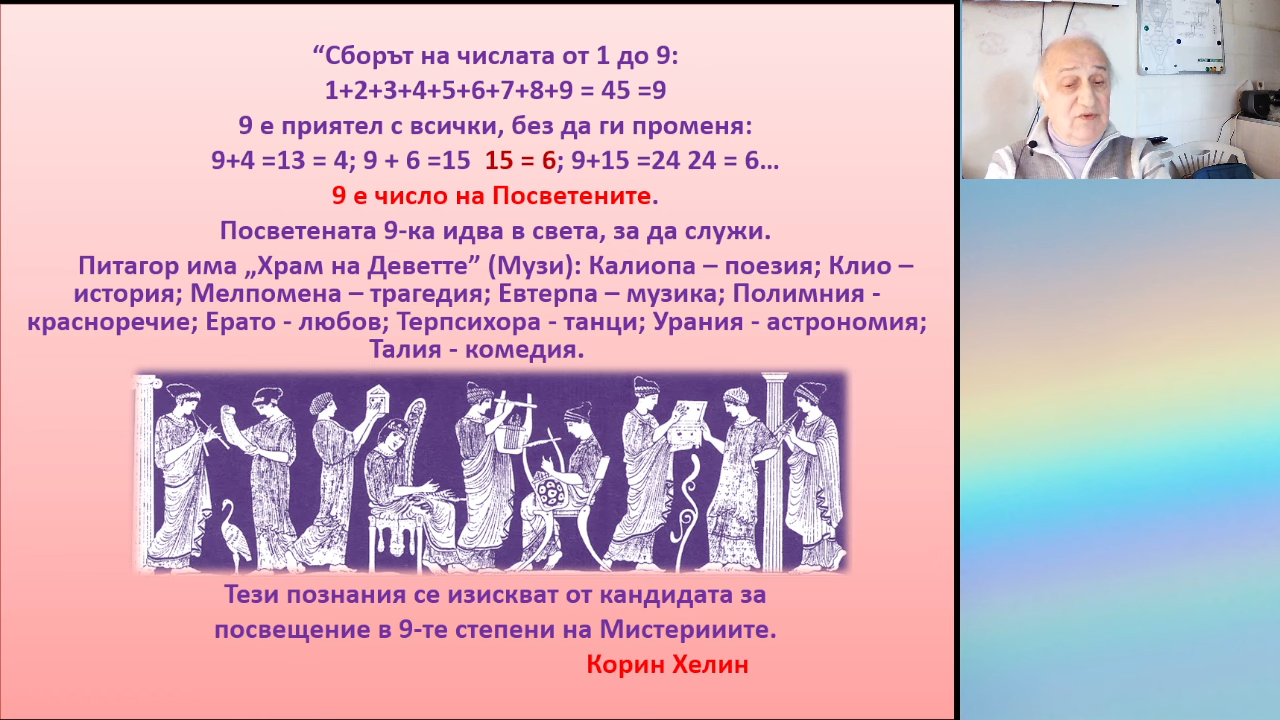 “Сборът на числата от 1 до 9:
1+2+3+4+5+6+7+8+9 = 45 =9
9 е приятел с всички, без да ги променя:
9+4 =13 = 4; 9 + 6 =15  15 = 6; 9+15 =24 24 = 6…
9 е число на Посветените.
Посветената 9-ка идва в света, за да служи.
Питагор има „Храм на Деветте” (Музи): Калиопа – поезия; Клио –
история; Мелпомена – трагедия; Евтерпа – музика; Полимния -
красноречие; Ерато - любов; Терпсихора - танци; Урания - астрономия;
Талия - комедия.
Тези познания се изискват от кандидата за
посвещение в 9-те степени на Мистерииите.
Корин Хелин